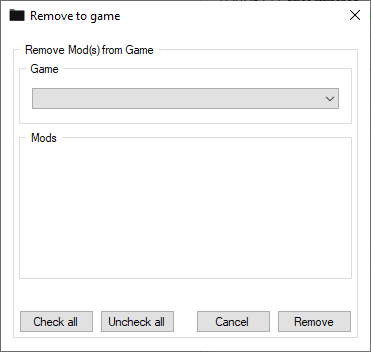 Remove to game
Remove Mod(s) from Game
Game
Mods
Check all
Uncheck all
Cancel
Remove